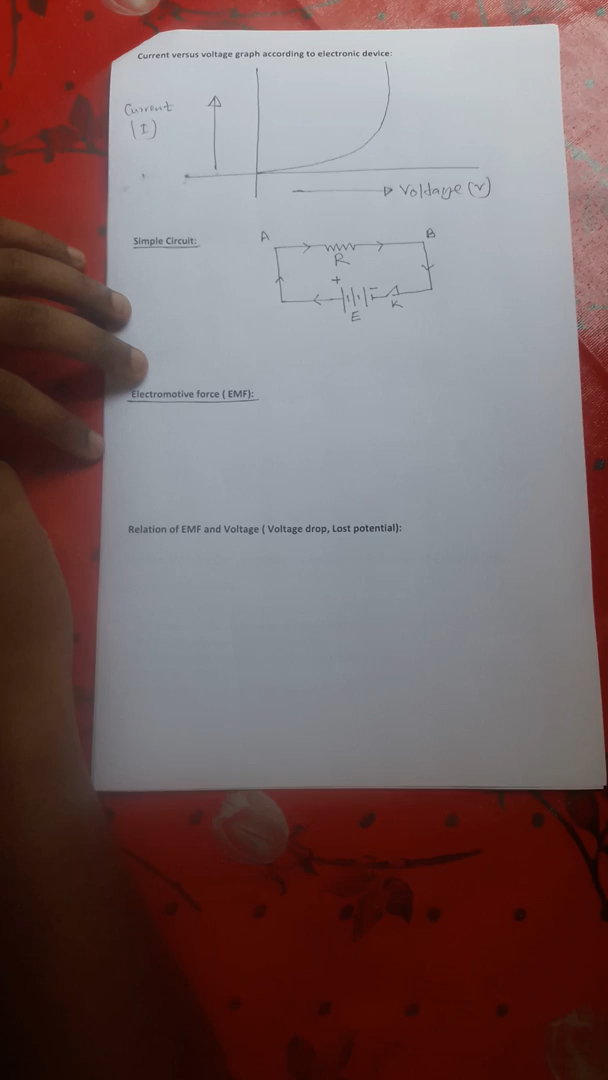 Current versus voltage graph according to electronic device:
Current
(I)
Voltage (V)
Simple Circuit:
A
B
R
+
-
E
K
Electromotive force ( EMF):
Relation of EMF and Voltage ( Voltage drop, Lost potential):